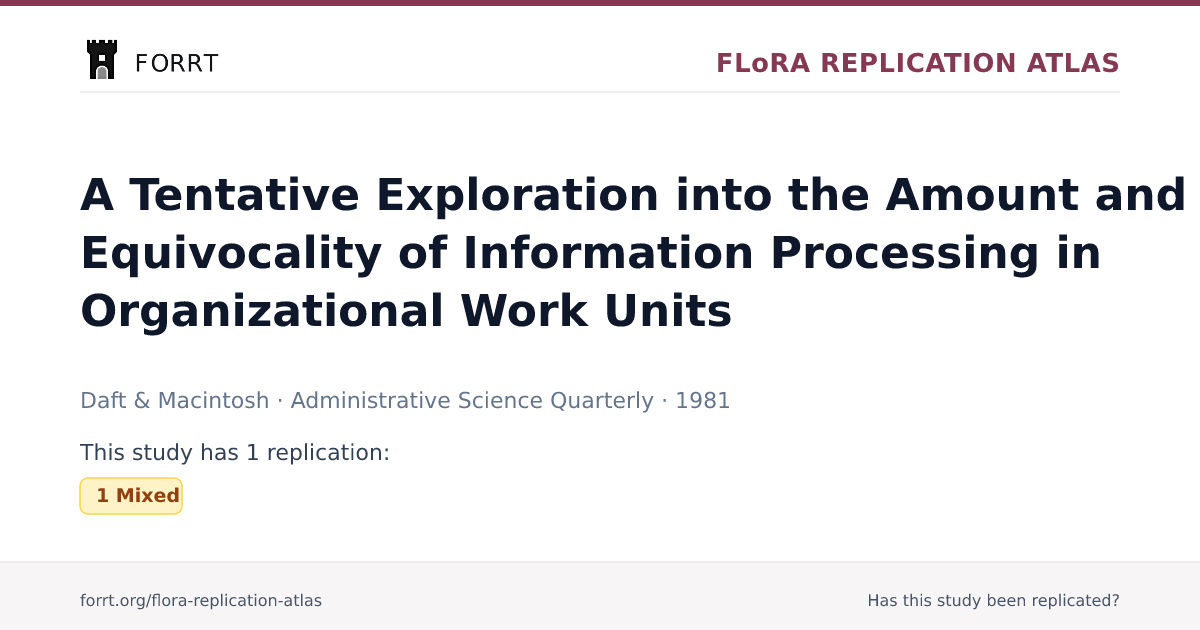 FORRT
FLoRA REPLICATION ATLAS
A Tentative Exploration into the Amount and
Equivocality of Information Processing in
Organizational Work Units
Daft & Macintosh · Administrative Science Quarterly · 1981
This study has 1 replication:
1 Mixed
forrt.org/flora-replication-atlas
Has this study been replicated?